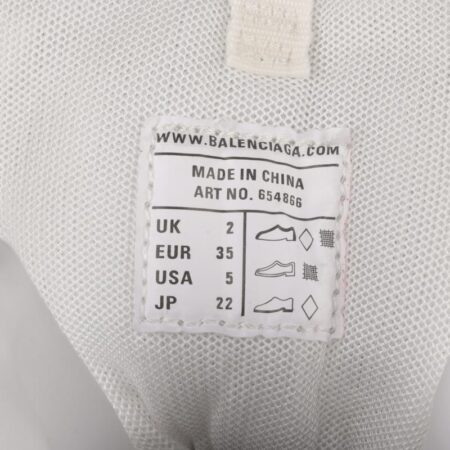 WWW.BALENCIAGA.COM
MADE IN CHINA
ART NO. 654866
UK 2
EUR 35
USA 5
JP 22